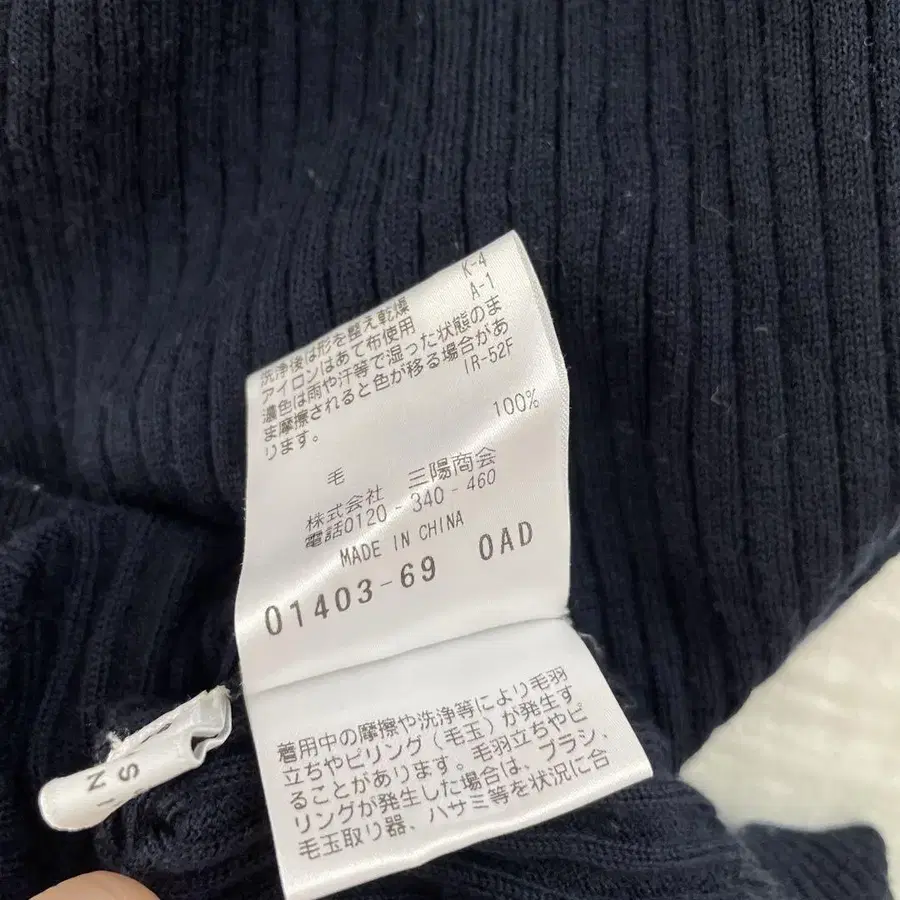 K-4
A-1
洗浄後は形を整え乾燥
アイロンはあて布使用
濃色は雨や汗等で湿った状態のま
ま摩擦されると色が移る場合があ
ります。
IR-52F
毛 100%
株式会社 三陽商会
電話0120-340-460
MADE IN CHINA
01403-69 0AD
着用中の摩擦や洗浄等により毛羽
立ちやピリング(毛玉)が発生す
ることがあります。毛羽立ちやピ
リングが発生した場合は、ブラシ、
毛玉取り器、ハサミ等を状況に合